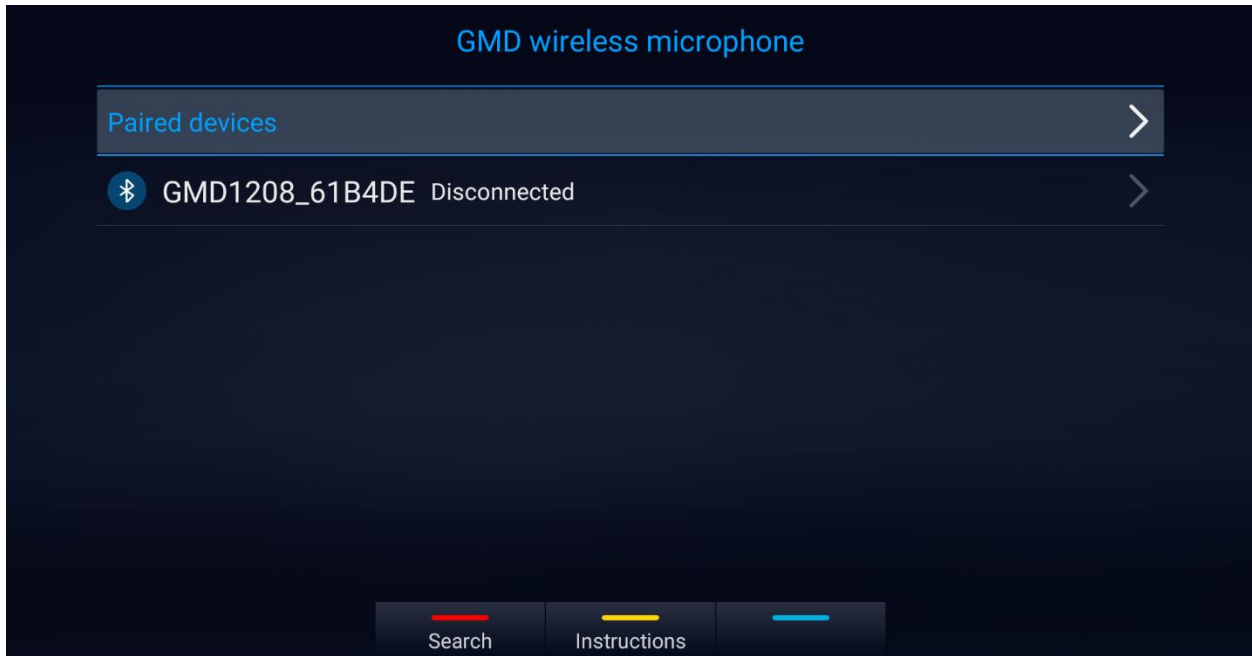 GMD wireless microphone
Paired devices
GMD1208_61B4DE Disconnected
Search Instructions